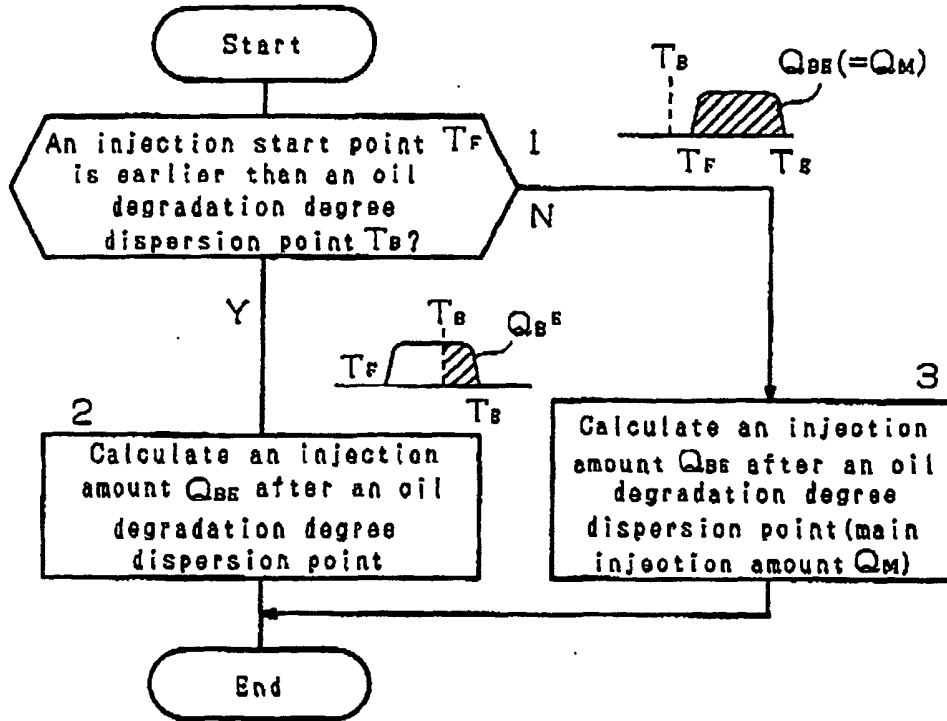 Start
TB
QBE(=QM)
TF TE
An injection start point TF
is earlier than an oil
degradation degree
dispersion point TB?
1
N
Y
TB
QBE
TF
TE
2
Calculate an injection
amount QBE after an oil
degradation degree
dispersion point
3
Calculate an injection
amount QBE after an oil
degradation degree
dispersion point(main
injection amount QM)
End